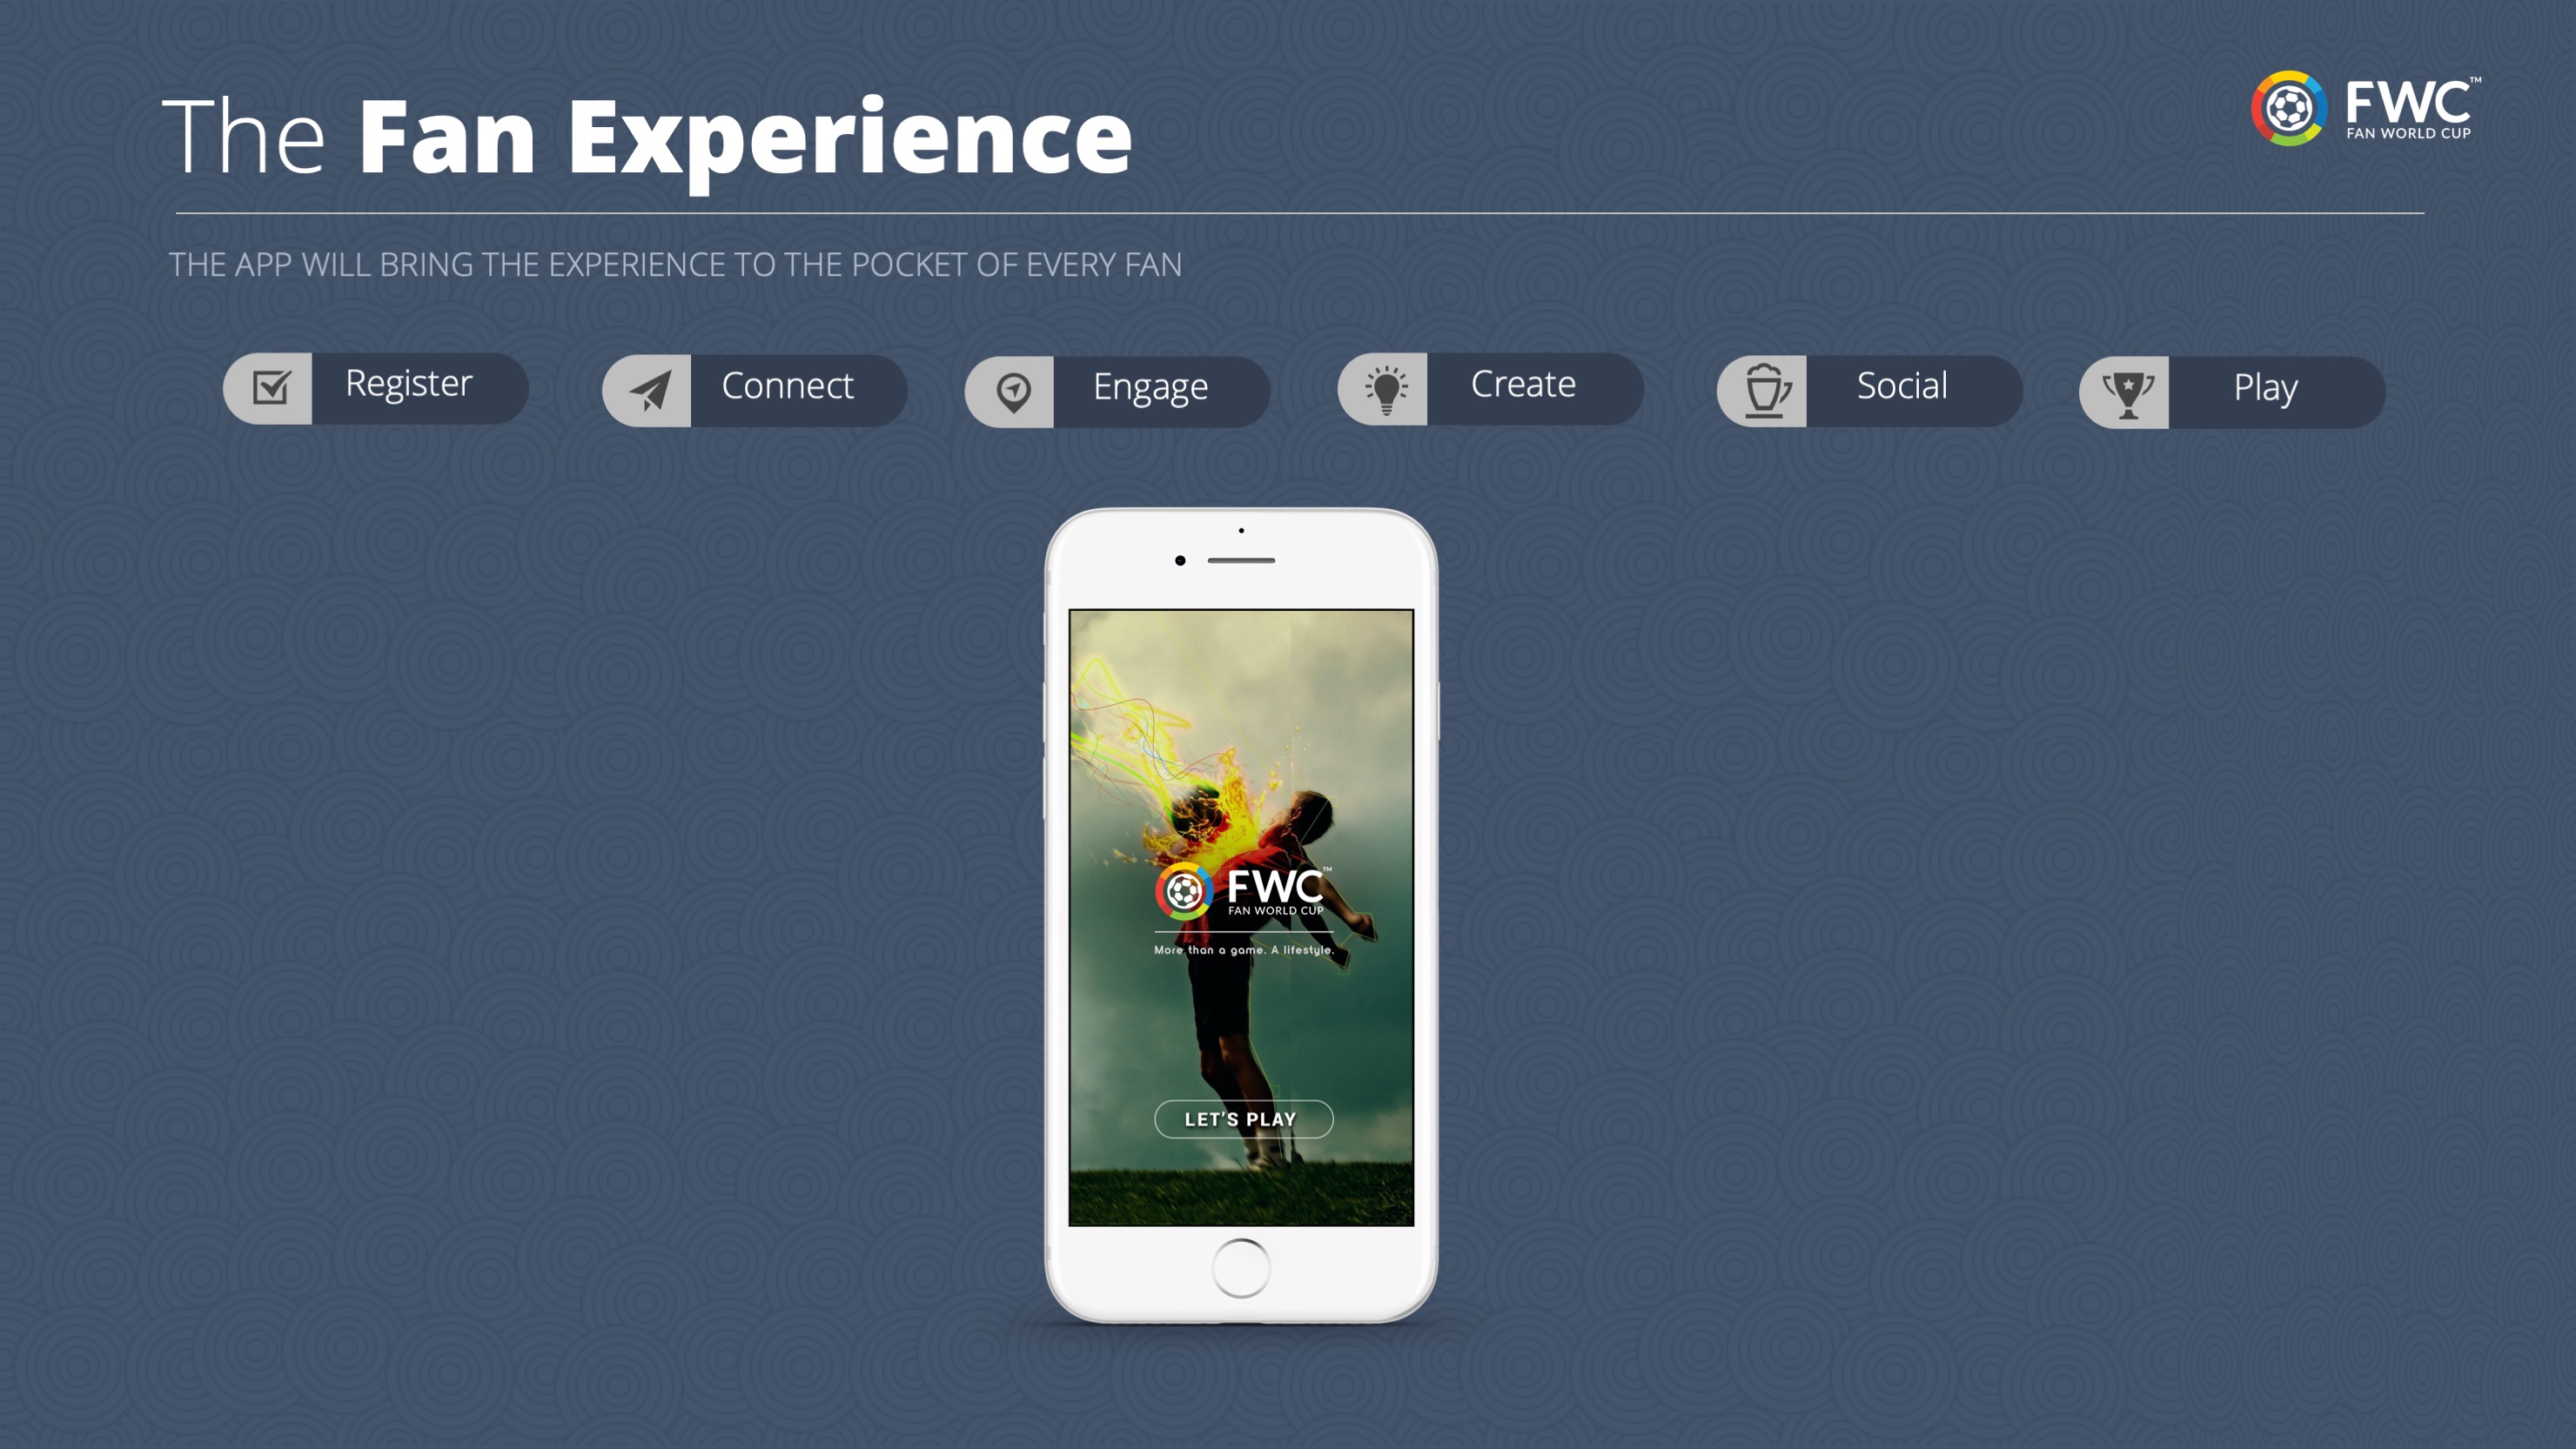 The Fan Experience
FWC™
FAN WORLD CUP
THE APP WILL BRING THE EXPERIENCE TO THE POCKET OF EVERY FAN
Register
Connect
Engage
Create
Social
Play
FWC™
FAN WORLD CUP
More than a game. A lifestyle.
LET'S PLAY